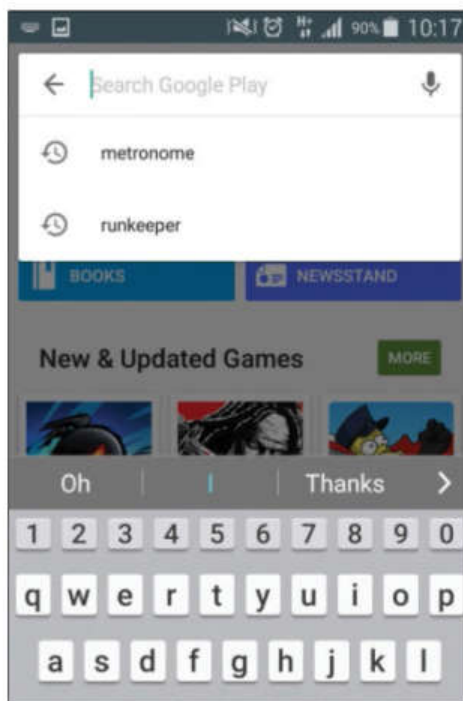 90% 10:17
Search Google Play
metronome
runkeeper
BOOKS NEWSSTAND
New & Updated Games MORE
Oh I Thanks
1 2 3 4 5 6 7 8 9 0
q w e r t y u i o p
a s d f g h j k l